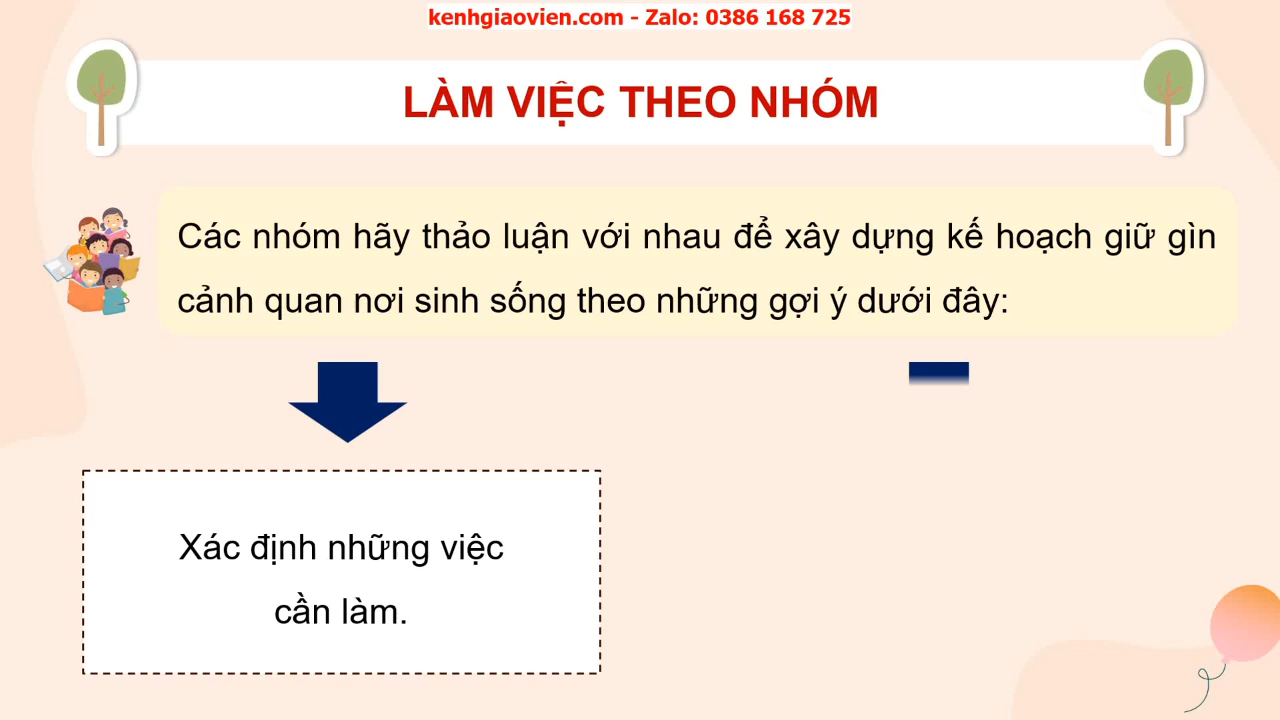 kenhgiaovien.com - Zalo: 0386 168 725
LÀM VIỆC THEO NHÓM
Các nhóm hãy thảo luận với nhau để xây dựng kế hoạch giữ gìn
cảnh quan nơi sinh sống theo những gợi ý dưới đây:
Xác định những việc
cần làm.